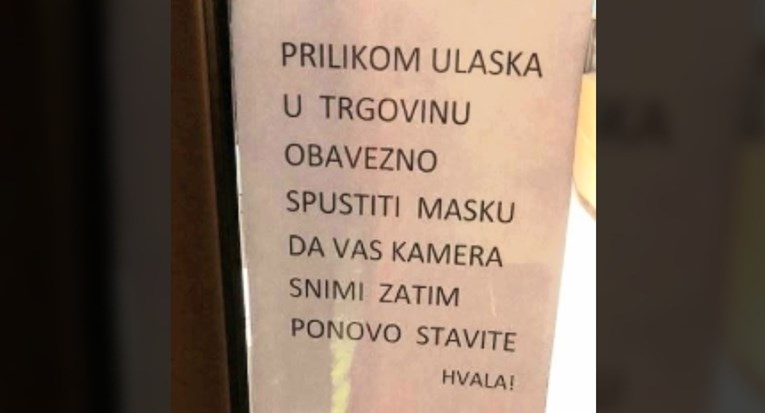 PRILIKOM ULASKA
U TRGOVINU
OBAVEZNO
SPUSTITI MASKU
DA VAS KAMERA
SNIMI ZATIM
PONOVO STAVITE
HVALA!